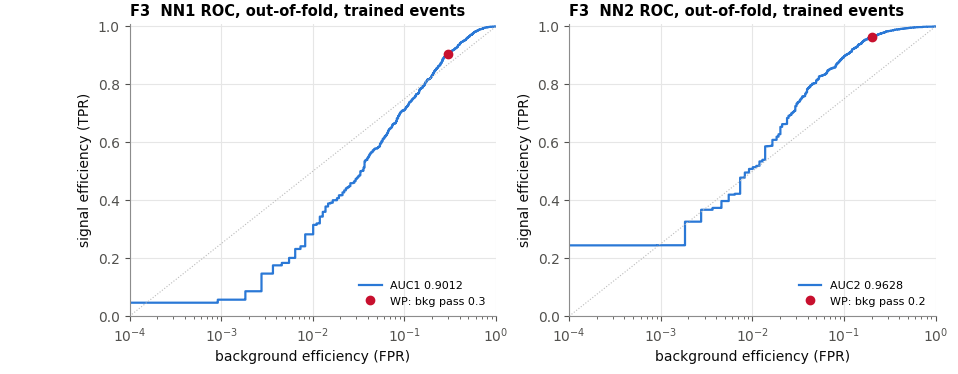 F3  NN1 ROC, out-of-fold, trained events
signal efficiency (TPR)
1.0
0.8
0.6
0.4
0.2
0.0
AUC1 0.9012
WP: bkg pass 0.3
10⁻⁴ 10⁻³ 10⁻² 10⁻¹ 10⁰
background efficiency (FPR)
F3  NN2 ROC, out-of-fold, trained events
signal efficiency (TPR)
1.0
0.8
0.6
0.4
0.2
0.0
AUC2 0.9628
WP: bkg pass 0.2
10⁻⁴ 10⁻³ 10⁻² 10⁻¹ 10⁰
background efficiency (FPR)